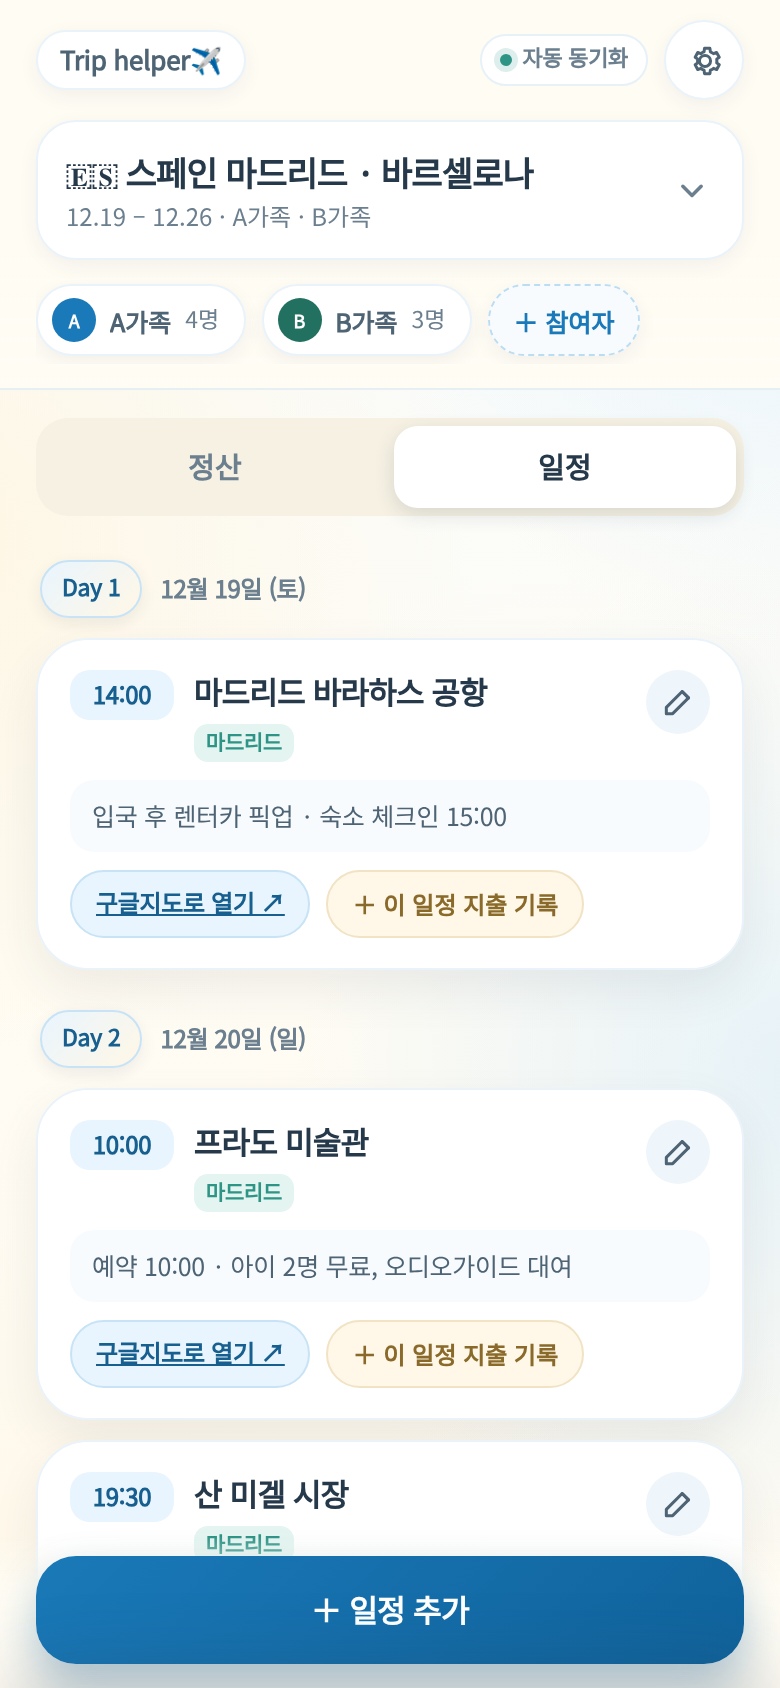 Trip helper✈️
자동 동기화
🇪🇸 스페인 마드리드 · 바르셀로나
12.19 – 12.26 · A가족 · B가족
A A가족 4명
B B가족 3명
+ 참여자
정산
일정
Day 1 12월 19일 (토)
14:00 마드리드 바라하스 공항
마드리드
입국 후 렌터카 픽업 · 숙소 체크인 15:00
구글지도로 열기 ↗
+ 이 일정 지출 기록
Day 2 12월 20일 (일)
10:00 프라도 미술관
마드리드
예약 10:00 · 아이 2명 무료, 오디오가이드 대여
구글지도로 열기 ↗
+ 이 일정 지출 기록
19:30 산 미겔 시장
마드리드
+ 일정 추가